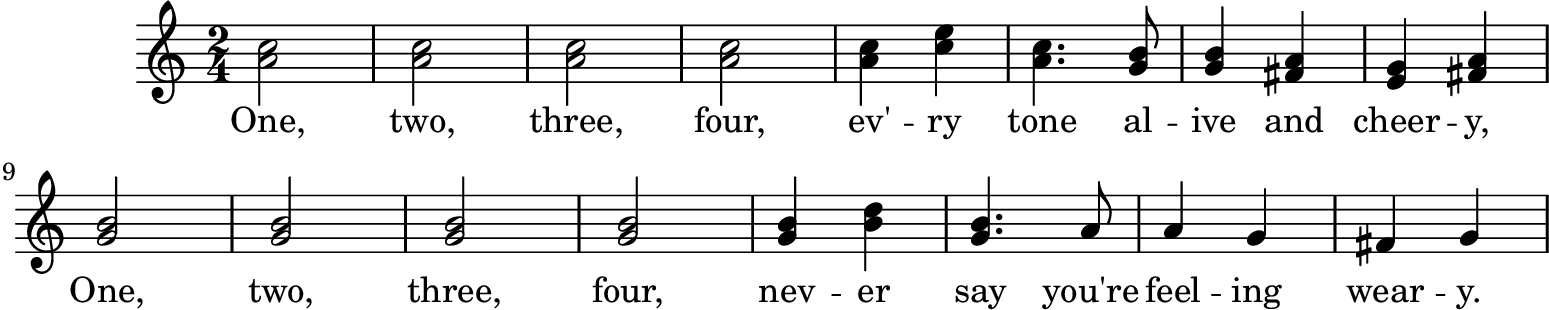 2/4
One, two, three, four, ev' - ry tone al - ive and cheer - y,
9
One, two, three, four, nev - er say you're feel - ing wear - y.